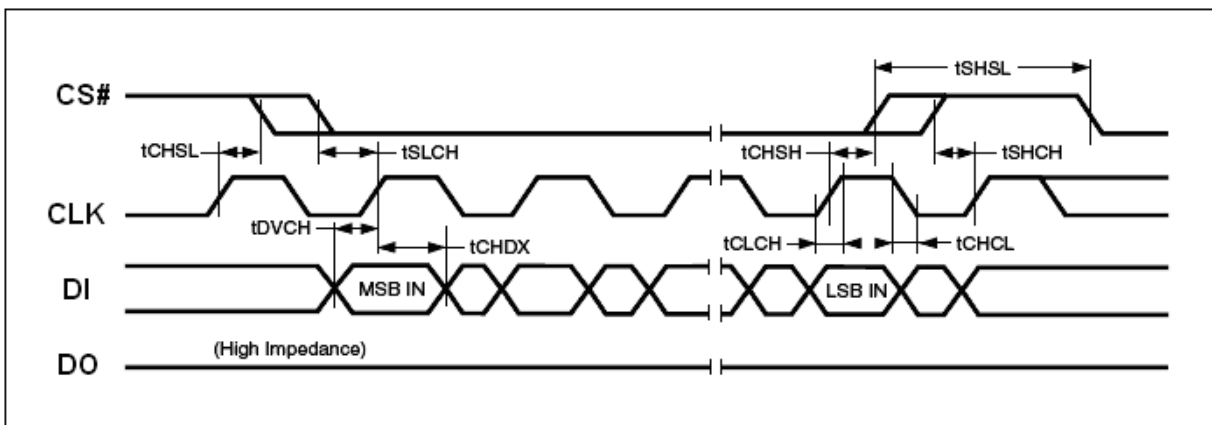 tSHSL
CS#
tCHSL
tSLCH
tCHSH
tSHCH
CLK
tDVCH
tCHDX
tCLCH
tCHCL
DI
MSB IN
LSB IN
(High Impedance)
DO